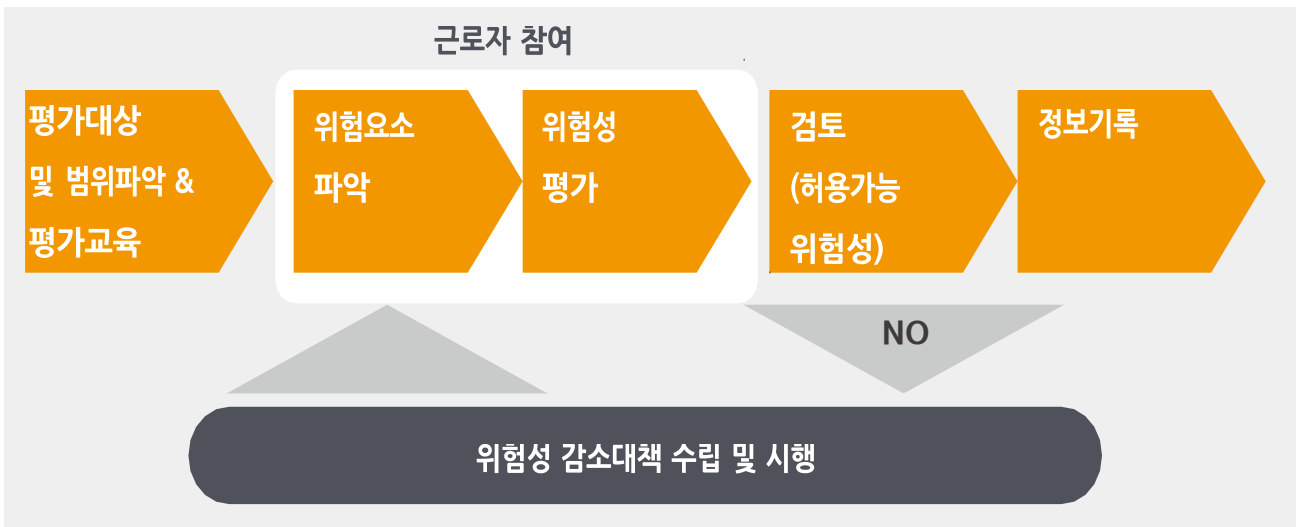 근로자 참여
평가대상
및 범위파악 &
평가교육
위험요소
파악
위험성
평가
검토
(허용가능
위험성)
정보기록
NO
위험성 감소대책 수립 및 시행